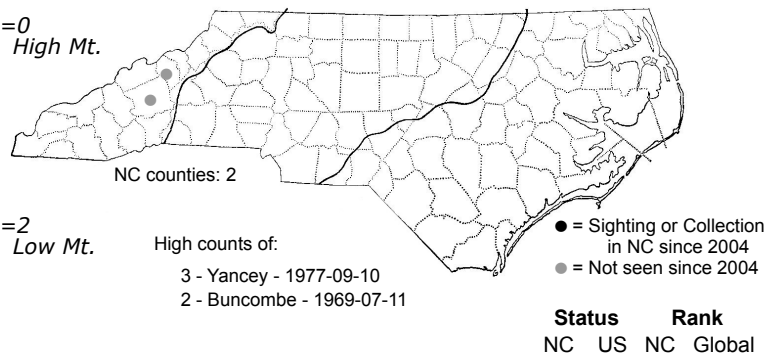 =0
High Mt.
NC counties: 2
=2
Low Mt.
High counts of:
3 - Yancey - 1977-09-10
2 - Buncombe - 1969-07-11
● = Sighting or Collection
in NC since 2004
● = Not seen since 2004
Status Rank
NC US NC Global